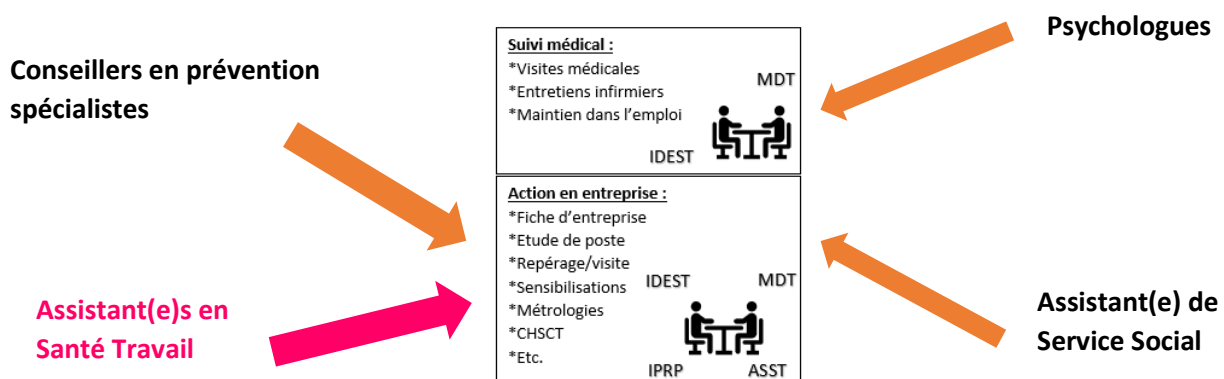 Conseillers en prévention
spécialistes
Assistant(e)s en
Santé Travail
Suivi médical :
*Visites médicales
*Entretiens infirmiers
*Maintien dans l'emploi
MDT
IDEST
Action en entreprise :
*Fiche d'entreprise
*Etude de poste
*Repérage/visite
*Sensibilisations
*Métrologies
*CHSCT
*Etc.
IDEST
MDT
IPRP
ASST
Psychologues
Assistant(e) de
Service Social